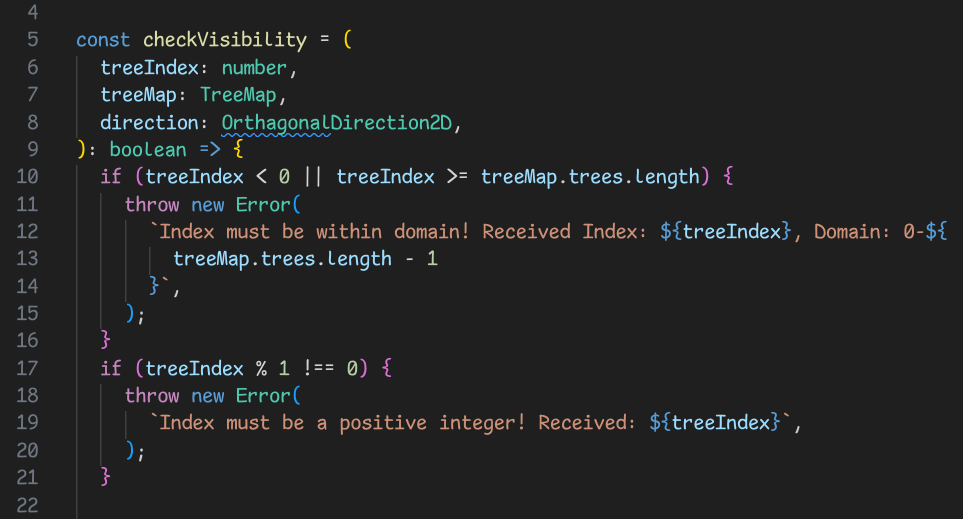 4
5 const checkVisibility = (
6 treeIndex: number,
7 treeMap: TreeMap,
8 direction: OrthagonalDirection2D,
9 ): boolean => {
10 if (treeIndex < 0 || treeIndex >= treeMap.trees.length) {
11 throw new Error(
12 `Index must be within domain! Received Index: ${treeIndex}, Domain: 0-${
13 treeMap.trees.length - 1
14 }`,
15 );
16 }
17 if (treeIndex % 1 !== 0) {
18 throw new Error(
19 `Index must be a positive integer! Received: ${treeIndex}`,
20 );
21 }
22